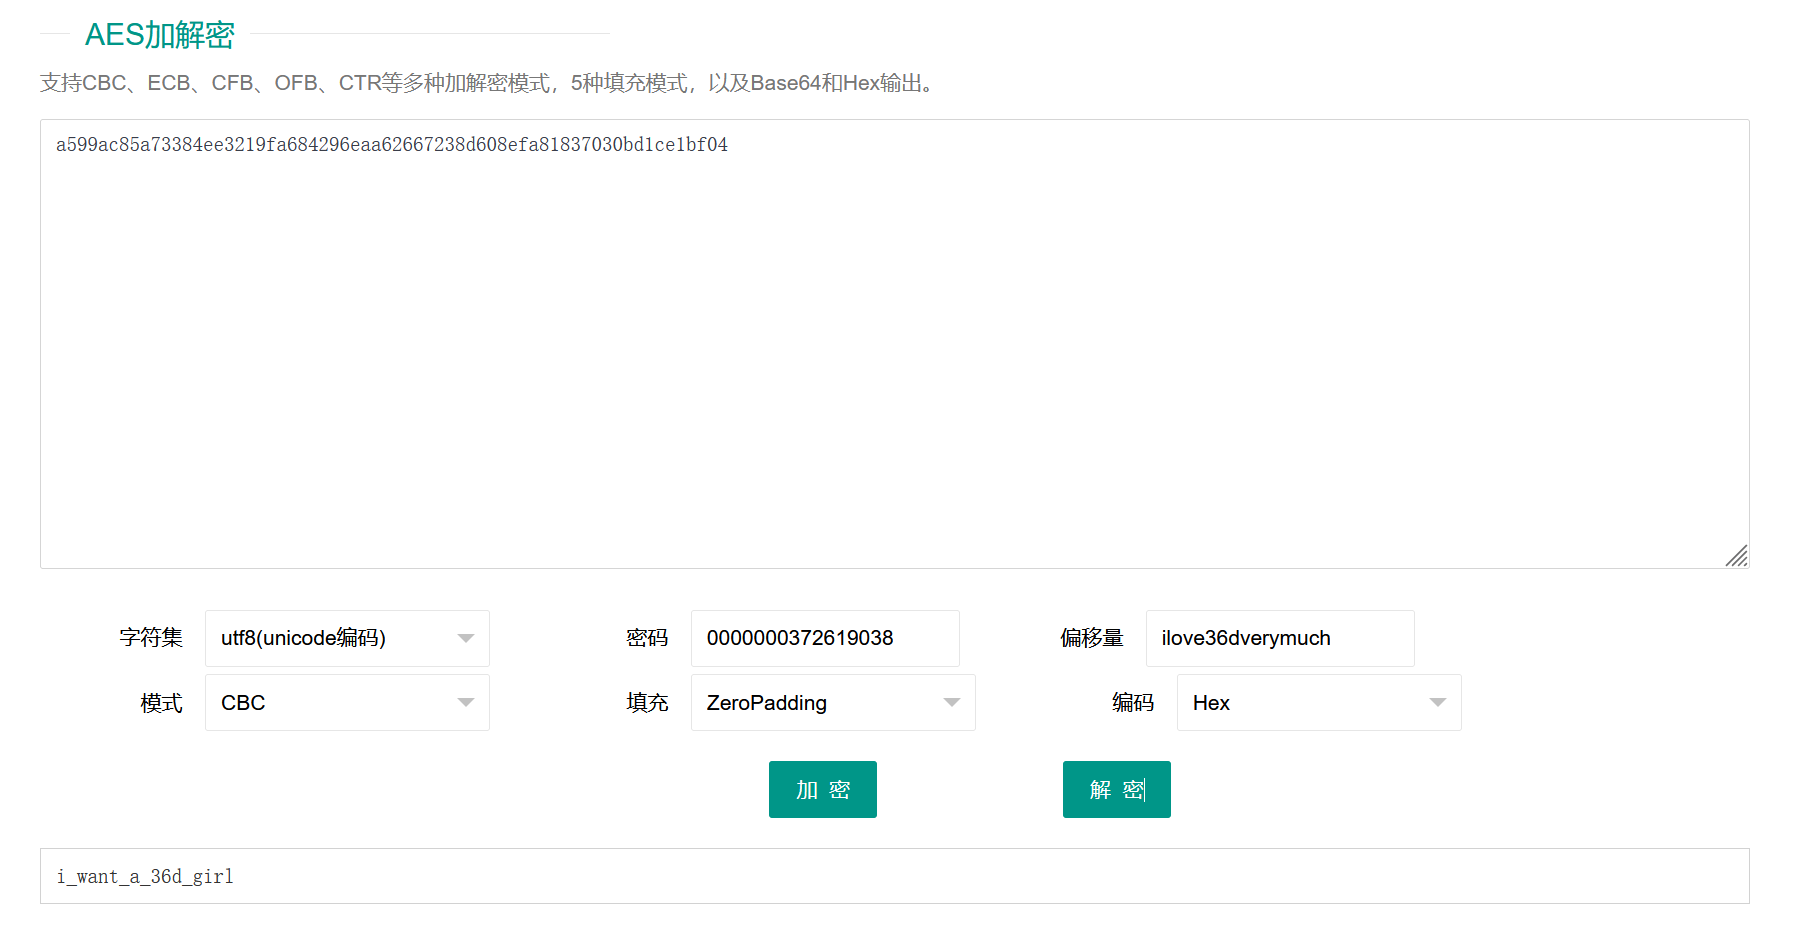 AES加解密
支持CBC、ECB、CFB、OFB、CTR等多种加解密模式，5种填充模式，以及Base64和Hex输出。
a599ac85a73384ee3219fa684296eaa62667238d608efa81837030bd1ce1bf04
字符集 utf8(unicode编码) 密码 0000000372619038 偏移量 ilove36dverymuch
模式 CBC 填充 ZeroPadding 编码 Hex
加 密 解 密
i_want_a_36d_girl